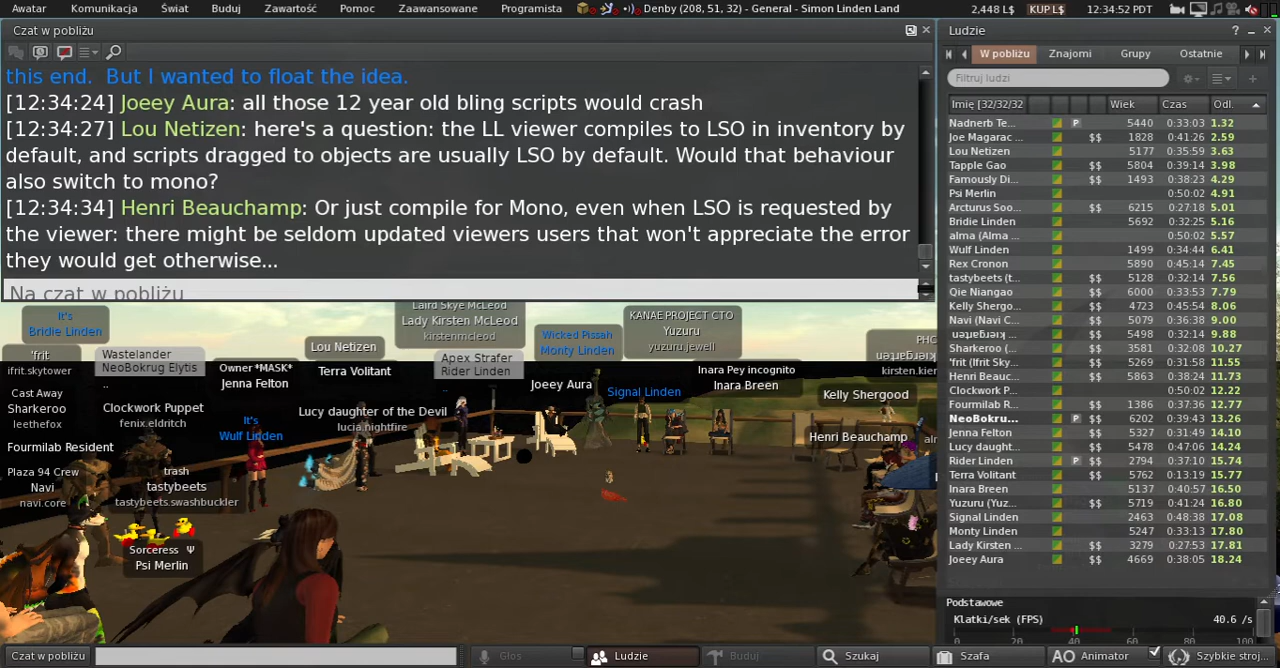 Awatar Komunikacja Świat Buduj Zawartość Pomoc Zaawansowane Programista Denby (208, 51, 32) - General - Simon Linden Land 2,448 L$ KUP L$ 12:34:52 PDT
Czat w pobliżu
this end. But I wanted to float the idea.
[12:34:24] Joeey Aura: all those 12 year old bling scripts would crash
[12:34:27] Lou Netizen: here's a question: the LL viewer compiles to LSO in inventory by
default, and scripts dragged to objects are usually LSO by default. Would that behaviour
also switch to mono?
[12:34:34] Henri Beauchamp: Or just compile for Mono, even when LSO is requested by
the viewer: there might be seldom updated viewers users that won't appreciate the error
they would get otherwise...
Na czat w pobliżu
It's
Bridie Linden
'frit
ifrit.skytower
Wastelander
NeoBokrug Elytis
..
Cast Away
Sharkeroo
leethefox
Clockwork Puppet
fenix.eldritch
Owner *MASK*
Jenna Felton
It's
Wulf Linden
Lou Netizen
Terra Volitant
Laird Skye McLeod
Lady Kirsten McLeod
kirstenmcleod
Apex Strafer
Rider Linden
Wicked Pissah
Monty Linden
KANAE PROJECT CTO
Yuzuru
yuzuru.jewell
Joeey Aura
Signal Linden
Inara Pey incognito
Inara Breen
Kelly Shergood
Henri Beauchamp
kirsten.kier
Lucy daughter of the Devil
lucia.nightfire
Fourmilab Resident
Plaza 94 Crew
Navi
navi.core
trash
tastybeets
tastybeets.swashbuckler
Sorceress Ψ
Psi Merlin
Ludzie
W pobliżu Znajomi Grupy Ostatnie
Filtruj ludzi
Imię [32/32/32 Wiek Czas Odl.
Nadnerb Te... P 5440 0:33:03 1.32
Joe Magarac $$ 1828 0:41:26 2.59
Lou Netizen 5177 0:35:59 3.63
Tapple Gao $$ 5804 0:39:14 3.98
Famously Di... $$ 1493 0:38:23 4.29
Psi Merlin 0:50:02 4.91
Arcturus Soo... $$ 6215 0:27:18 5.01
Bridie Linden 5692 0:32:25 5.16
alma (Alma ... 0:50:02 5.57
Wulf Linden 1499 0:34:44 6.41
Rex Cronon 5890 0:45:14 7.45
tastybeets (t... $$ 5128 0:32:14 7.56
Qie Niangao $$ 6000 0:33:53 7.79
Kelly Shergo... $$ 4723 0:45:54 8.06
Navi (Navi C... $$ 5079 0:36:38 9.00
$$ 5498 0:32:14 9.88
Sharkeroo (... $$ 3581 0:32:08 10.27
'frit (Ifrit Sky... $$ 5269 0:31:58 11.55
Henri Beauc... $$ 5863 0:38:24 11.73
Clockwork P... 0:50:02 12.22
Fourmilab R... $$ 1386 0:37:36 12.77
NeoBokru... P $$ 6202 0:39:43 13.26
Jenna Felton $$ 5327 0:31:49 14.10
Lucy daught... $$ 5478 0:47:06 14.24
Rider Linden P $$ 2794 0:37:10 15.74
Terra Volitant $$ 5762 0:13:19 15.77
Inara Breen 5137 0:40:57 16.50
Yuzuru (Yuz... $$ 5719 0:41:24 16.80
Signal Linden 2463 0:48:38 17.08
Monty Linden 5247 0:33:13 17.80
Lady Kirsten ... $$ 3279 0:27:53 17.81
Joeey Aura $$ 4669 0:38:05 18.24
Podstawowe
Klatki/sek (FPS) 40.6 /s
0 20 40 60 80 100
Czat w pobliżu Głos Ludzie Buduj Szukaj Szafa AO Animator Szybkie stroj...